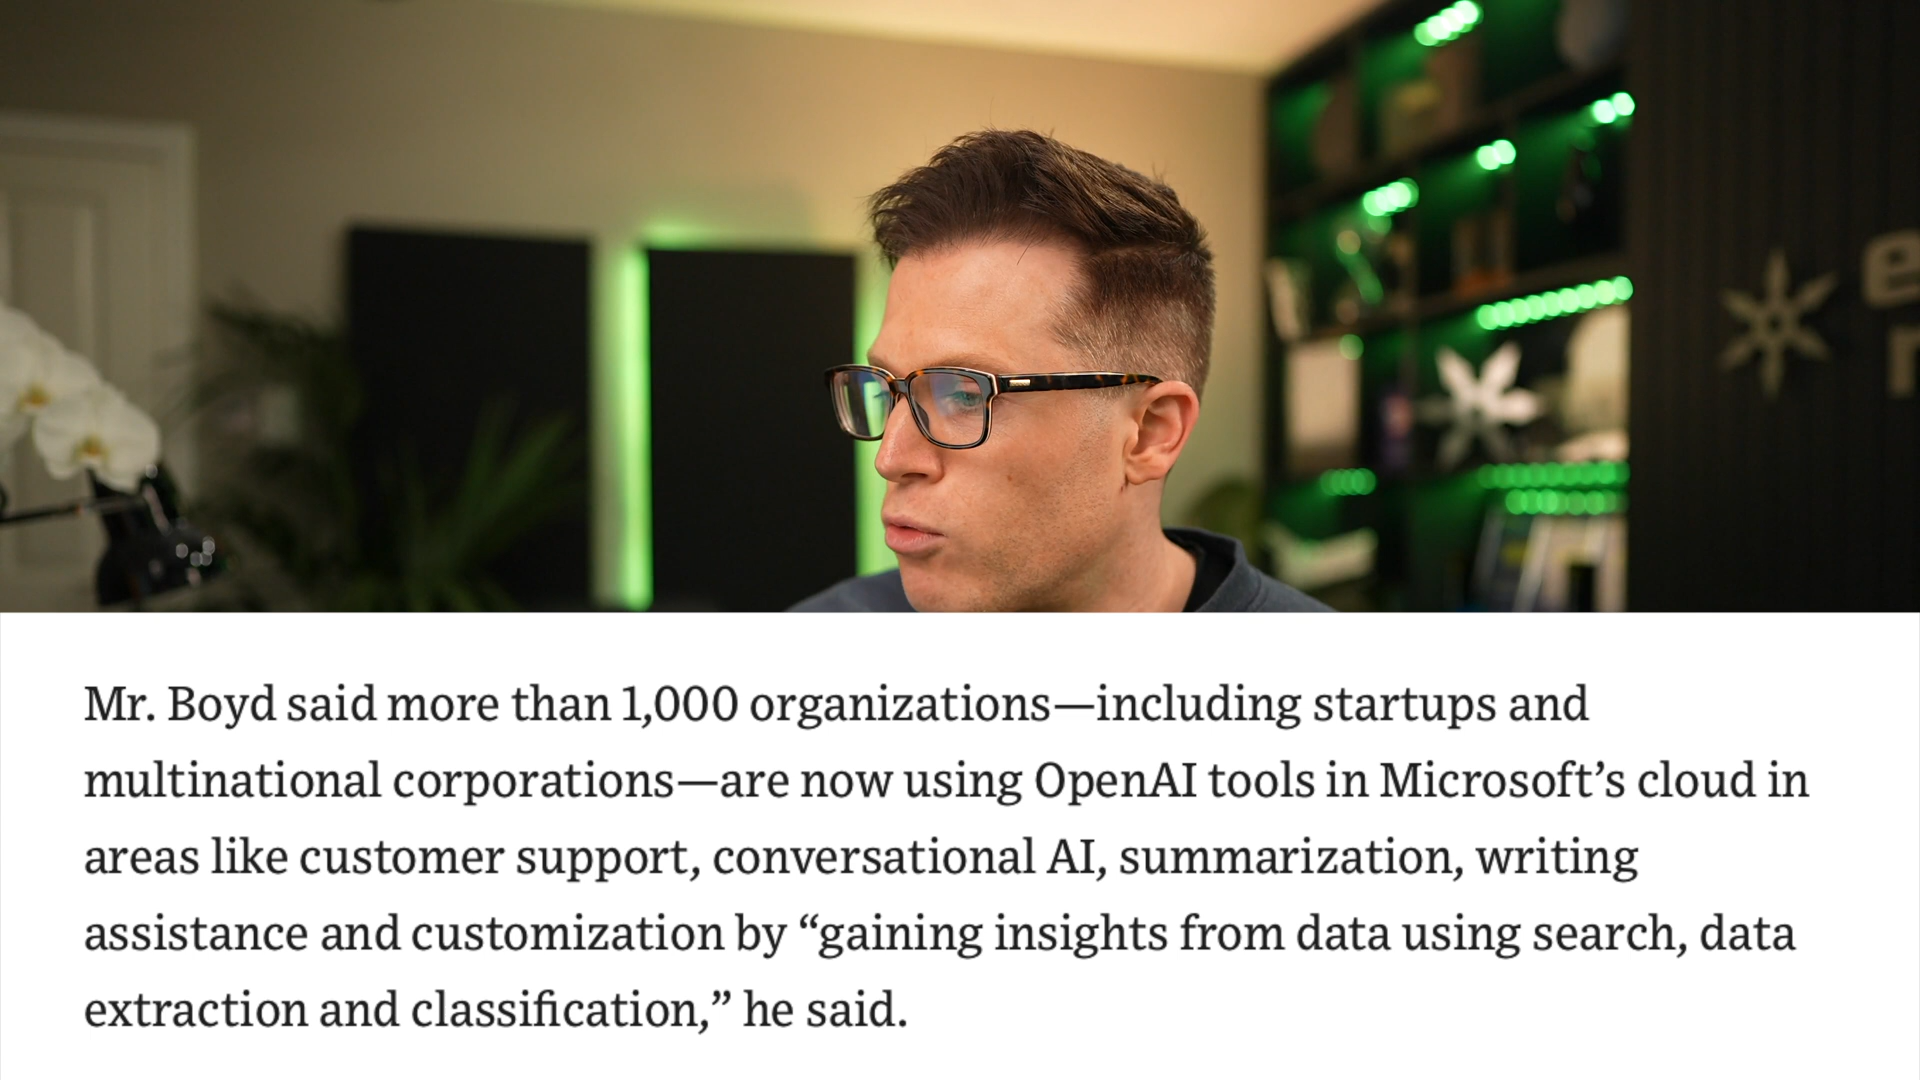 Mr. Boyd said more than 1,000 organizations—including startups and
multinational corporations—are now using OpenAI tools in Microsoft’s cloud in
areas like customer support, conversational AI, summarization, writing
assistance and customization by “gaining insights from data using search, data
extraction and classification,” he said.